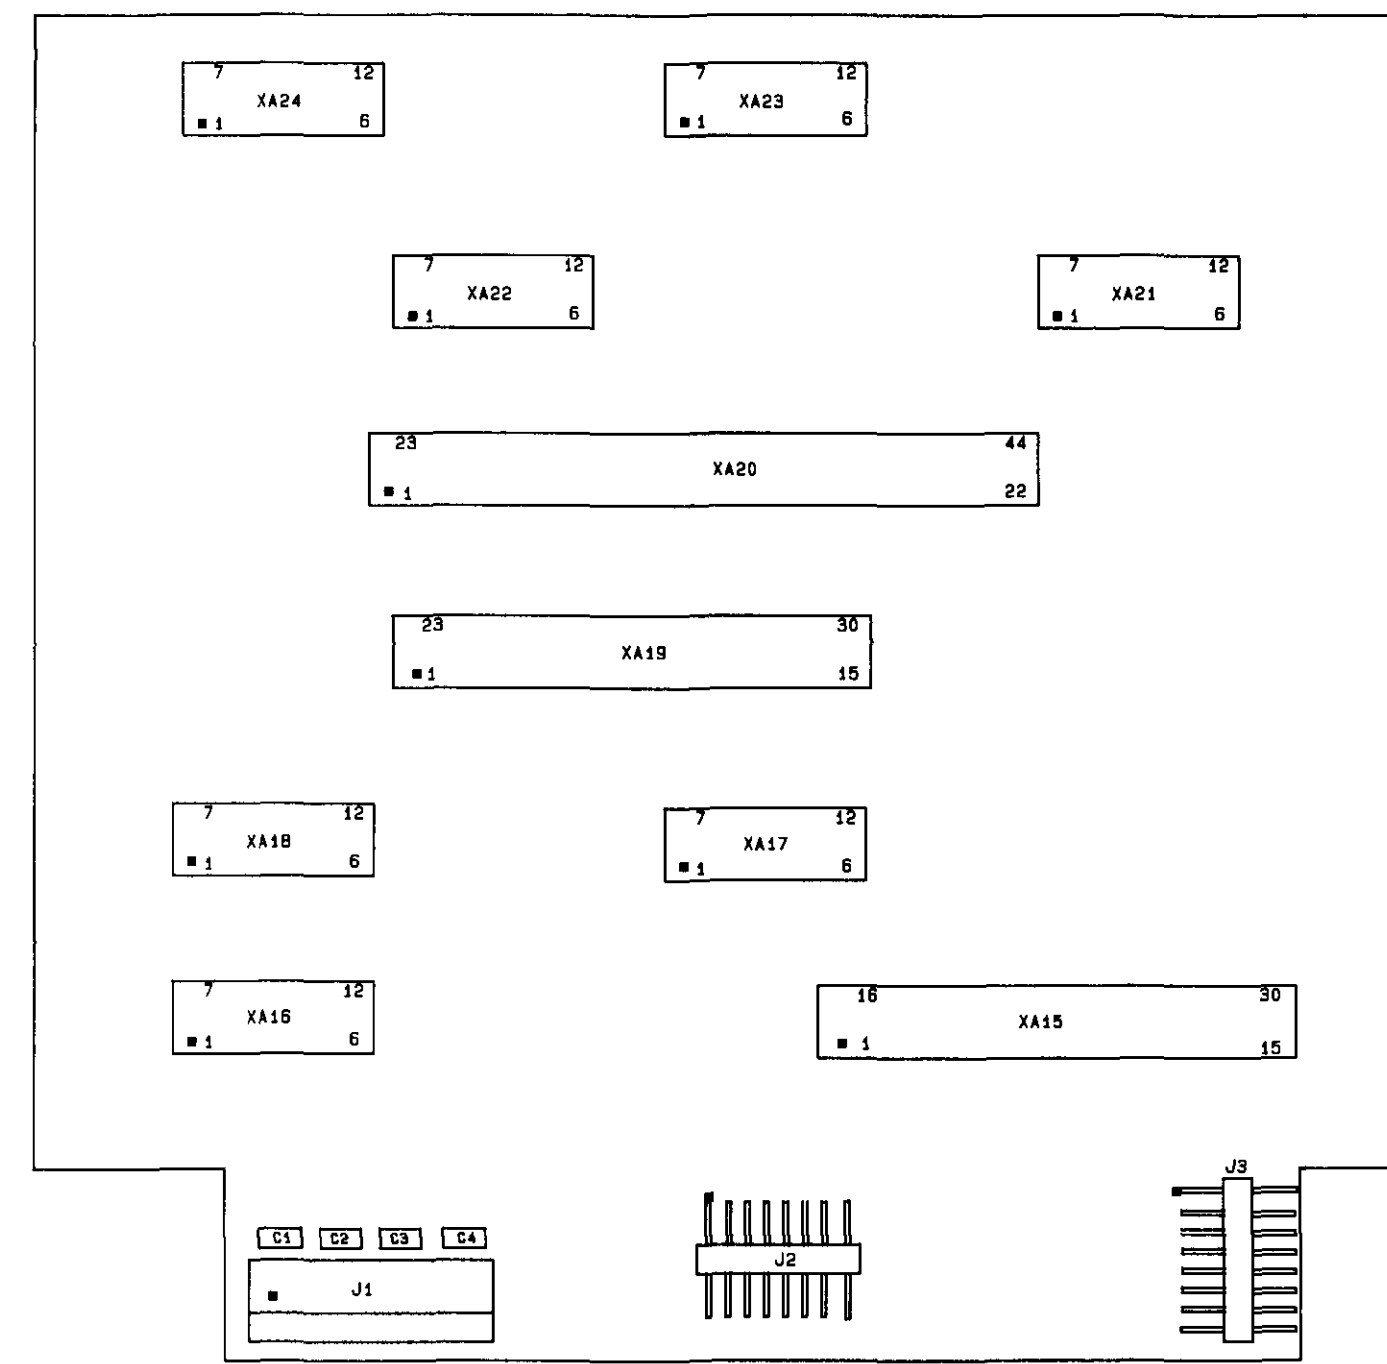 7 12 7 12
XA24 XA23
1 6 1 6
7 12 7 12
XA22 XA21
1 6 1 6
23 44
XA20
1 22
23 30
XA19
1 15
7 12 7 12
XA18 XA17
1 6 1 6
7 12 16 30
XA16 XA15
1 6 1 15
J3
C1 C2 C3 C4
J2
J1